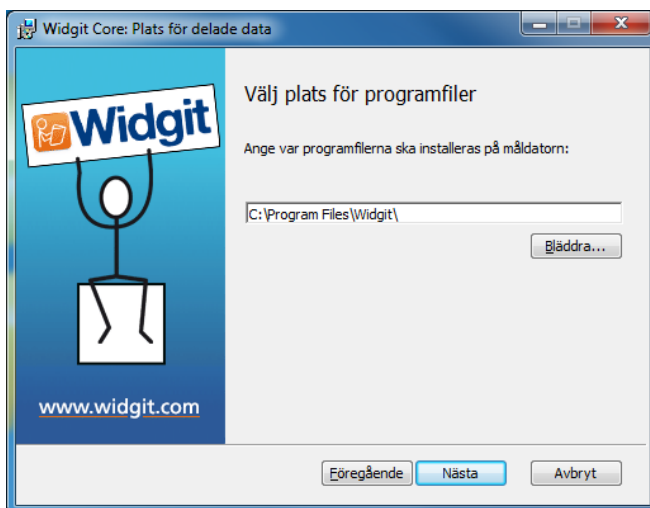 Widgit Core: Plats för delade data
Widgit
Välj plats för programfiler
Ange var programfilerna ska installeras på måldatorn:
C:\Program Files\Widgit\
Bläddra...
www.widgit.com
Föregående
Nästa
Avbryt